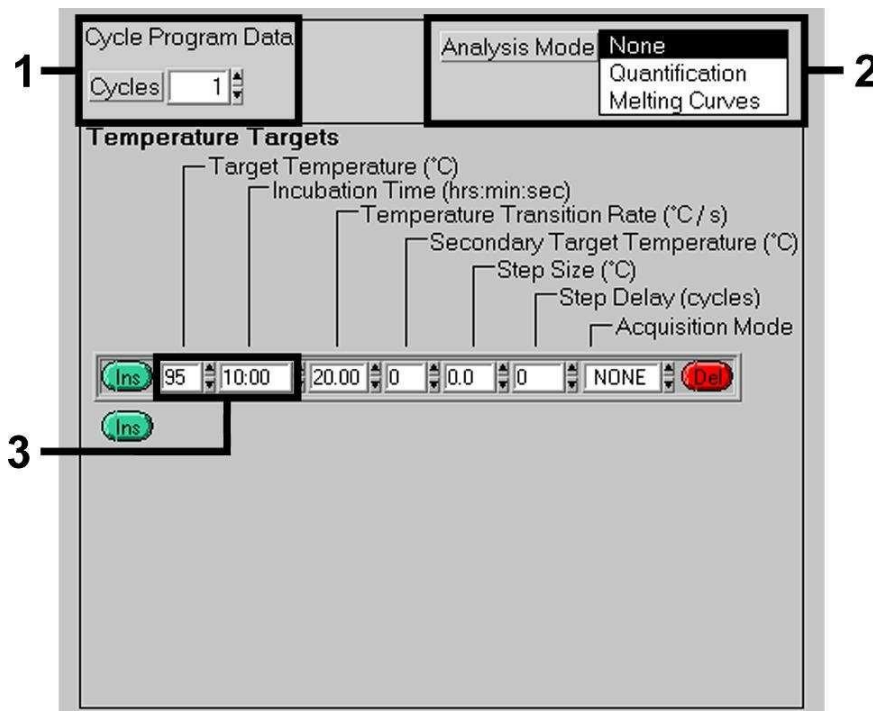 Cycle Program Data
Cycles 1
Analysis Mode None
Quantification
Melting Curves
1
2
Temperature Targets
Target Temperature (°C)
Incubation Time (hrs:min:sec)
Temperature Transition Rate (°C / s)
Secondary Target Temperature (°C)
Step Size (°C)
Step Delay (cycles)
Acquisition Mode
Ins 95 10:00 20.00 0 0.0 0 NONE Del
Ins
3